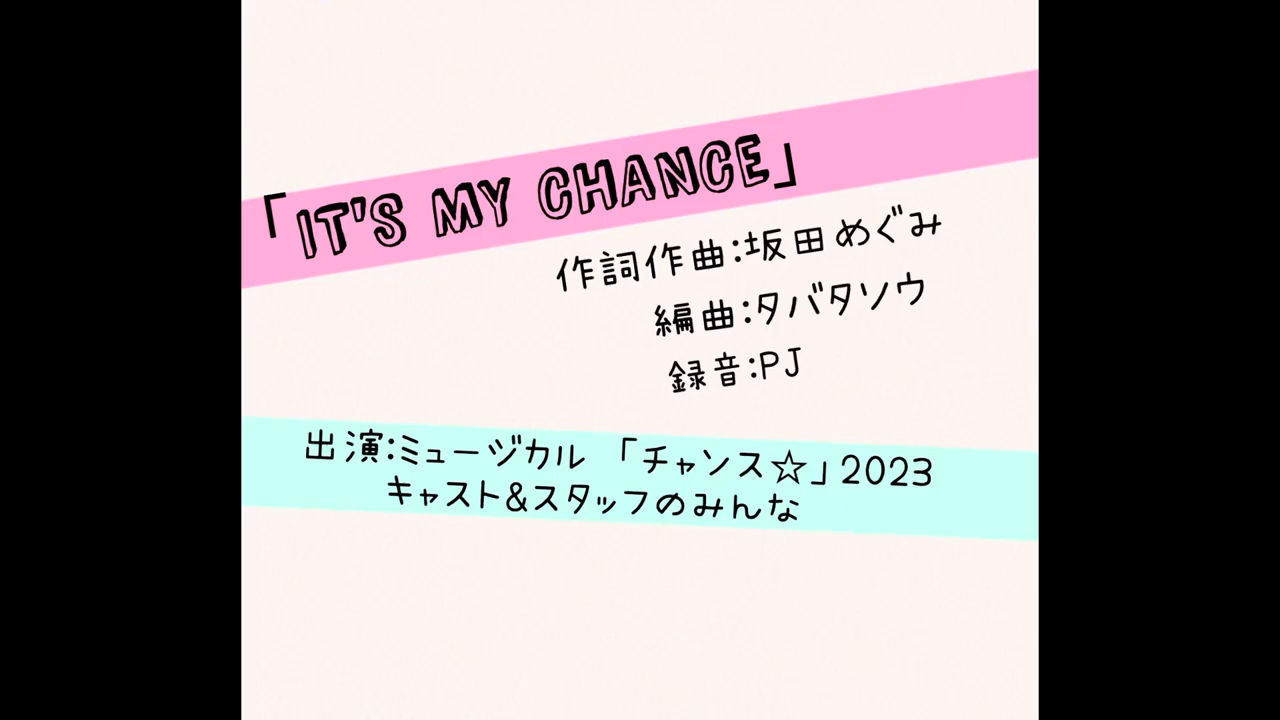 「IT'S MY CHANCE」
作詞作曲:坂田めぐみ
編曲:タバタソウ
録音:PJ
出演:ミュージカル 「チャンス☆」2023
キャスト&スタッフのみんな